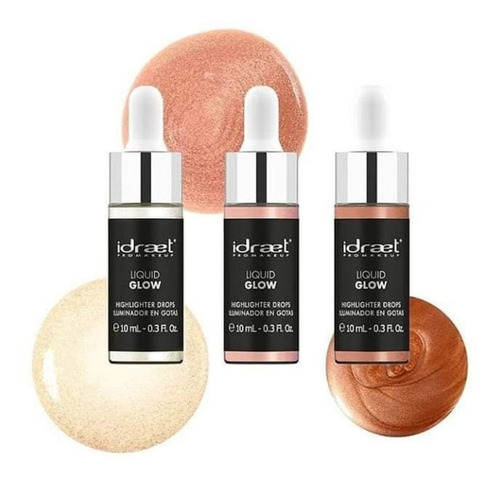 idraet
PROMAKEUP
LIQUID
GLOW
HIGHLIGHTER DROPS
ILUMINADOR EN GOTAS
℮ 10 mL - 0.3 Fl. Oz.
idraet
PROMAKEUP
LIQUID
GLOW
HIGHLIGHTER DROPS
ILUMINADOR EN GOTAS
℮ 10 mL - 0.3 Fl. Oz.
idraet
PROMAKEUP
LIQUID
GLOW
HIGHLIGHTER DROPS
ILUMINADOR EN GOTAS
℮ 10 mL - 0.3 Fl. Oz.